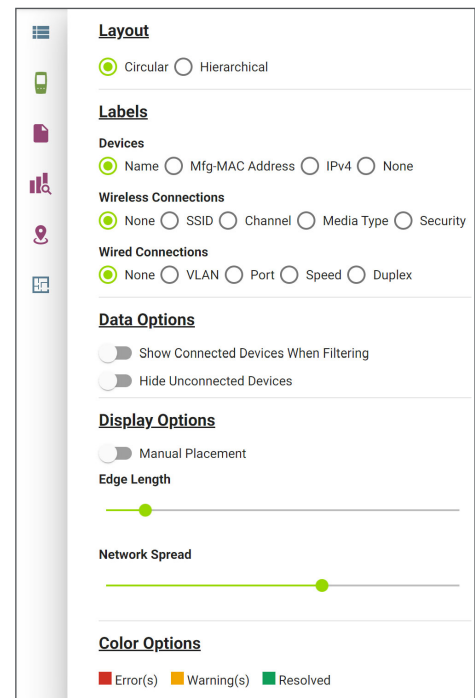 Layout
Circular Hierarchical
Labels
Devices
Name Mfg-MAC Address IPv4 None
Wireless Connections
None SSID Channel Media Type Security
Wired Connections
None VLAN Port Speed Duplex
Data Options
Show Connected Devices When Filtering
Hide Unconnected Devices
Display Options
Manual Placement
Edge Length
Network Spread
Color Options
Error(s) Warning(s) Resolved